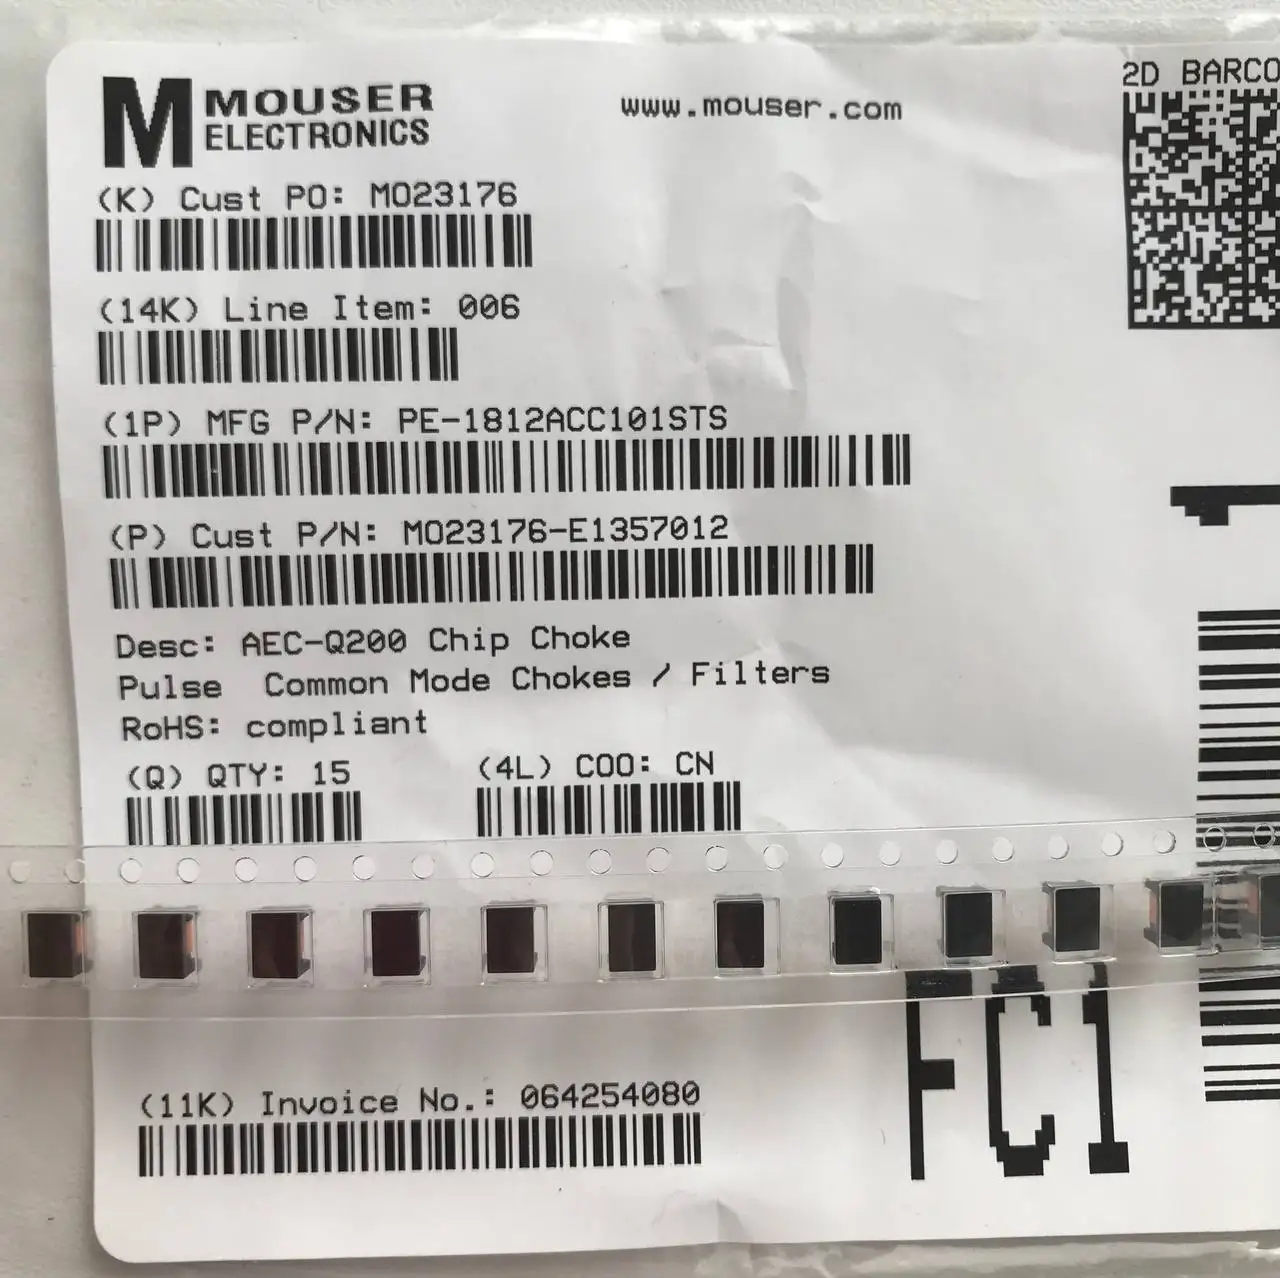 MOUSER
ELECTRONICS
www.mouser.com
2D BARCO
(K) Cust PO: MO23176
(14K) Line Item: 006
(1P) MFG P/N: PE-1812ACC101STS
(P) Cust P/N: MO23176-E1357012
Desc: AEC-Q200 Chip Choke
Pulse Common Mode Chokes / Filters
RoHS: compliant
(Q) QTY: 15
(4L) COO: CN
FC1
(11K) Invoice No.: 064254080